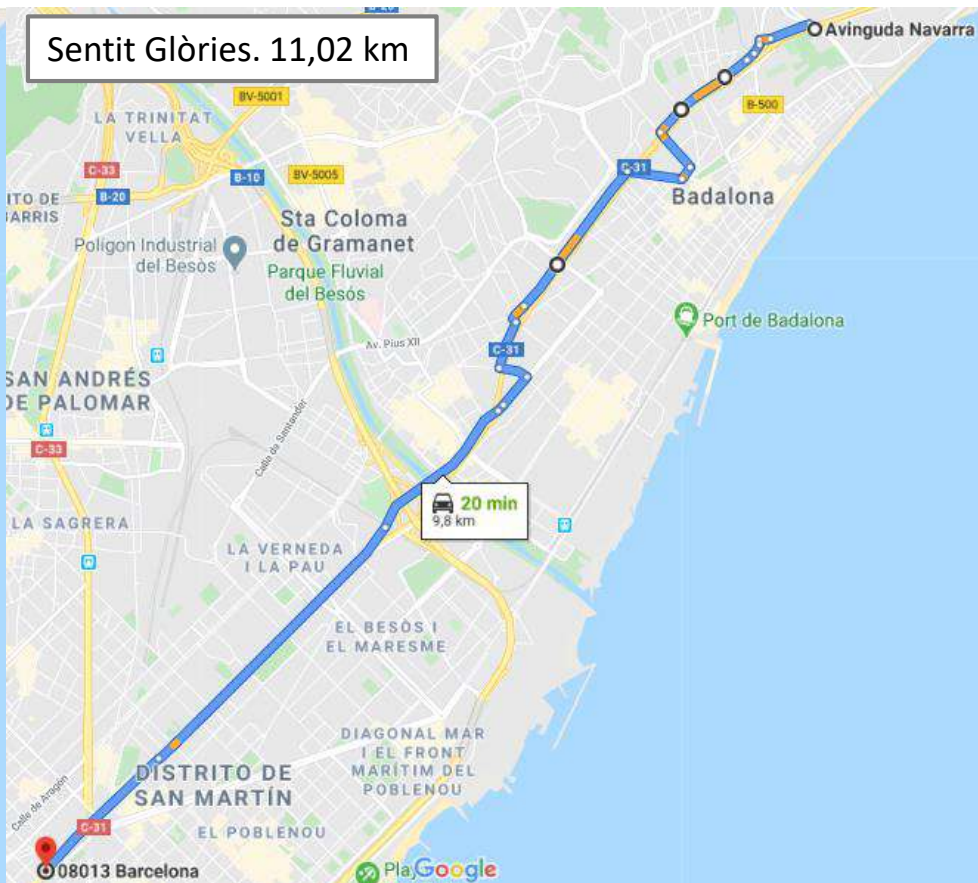 Sentit Glòries. 11,02 km
B-20
Avinguda Navarra
BV-5001
B-500
LA TRINITAT
VELLA
C-33
C-31
B-10
BV-5005
ITO DE
BARRIS
B-20
Badalona
Sta Coloma
de Gramanet
Polígon Industrial
del Besòs
Parque Fluvial
del Besós
Port de Badalona
Av. Pius XII
C-31
SAN ANDRÉS
DE PALOMAR
Calle de Santander
C-33
20 min
9,8 km
LA SAGRERA
LA VERNEDA
I LA PAU
EL BESÒS I
EL MARESME
DIAGONAL MAR
I EL FRONT
MARÍTIM DEL
POBLENOU
DISTRITO DE
SAN MARTÍN
Calle de Aragón
C-31
EL POBLENOU
08013 Barcelona
Pla
Google